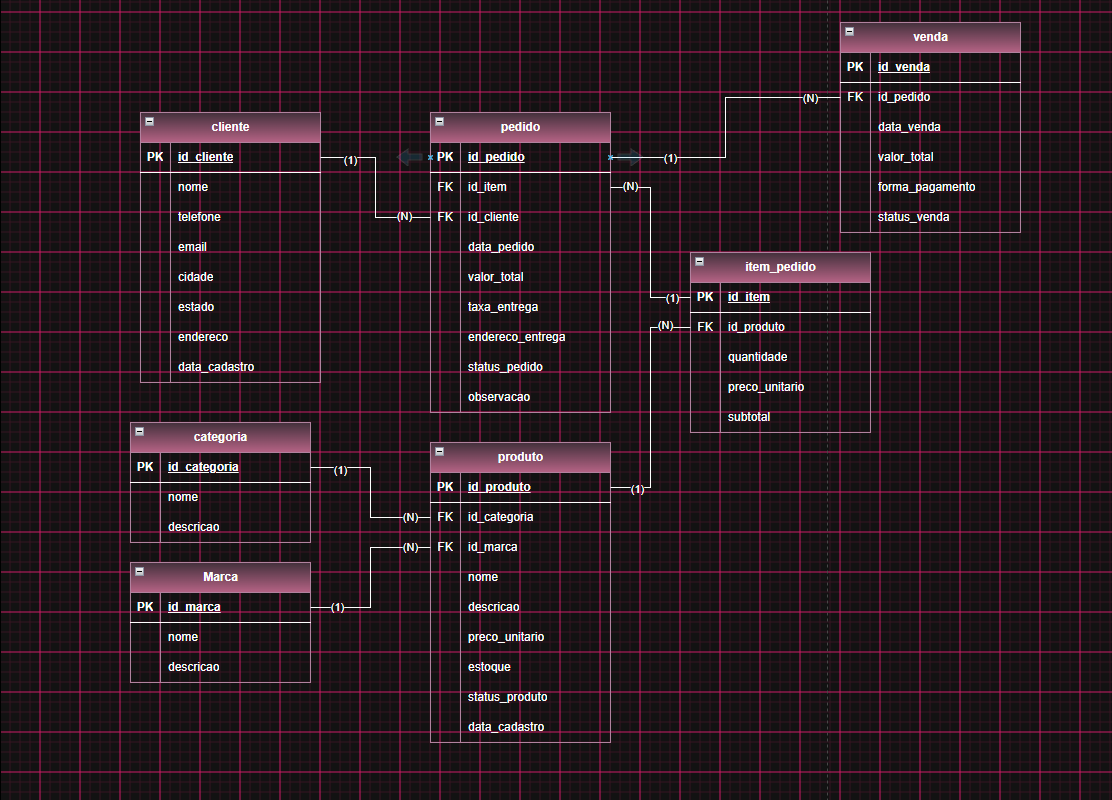 venda
PK id_venda
FK id_pedido
data_venda
valor_total
forma_pagamento
status_venda
cliente
PK id_cliente
nome
telefone
email
cidade
estado
endereco
data_cadastro
pedido
PK id_pedido
FK id_item
FK id_cliente
data_pedido
valor_total
taxa_entrega
endereco_entrega
status_pedido
observacao
(1)
(N)
(1)
(N)
(N)
(1)
item_pedido
PK id_item
FK id_produto
quantidade
preco_unitario
subtotal
(N)
(1)
categoria
PK id_categoria
nome
descricao
(1)
(N)
Marca
PK id_marca
nome
descricao
(1)
(N)
produto
PK id_produto
FK id_categoria
FK id_marca
nome
descricao
preco_unitario
estoque
status_produto
data_cadastro